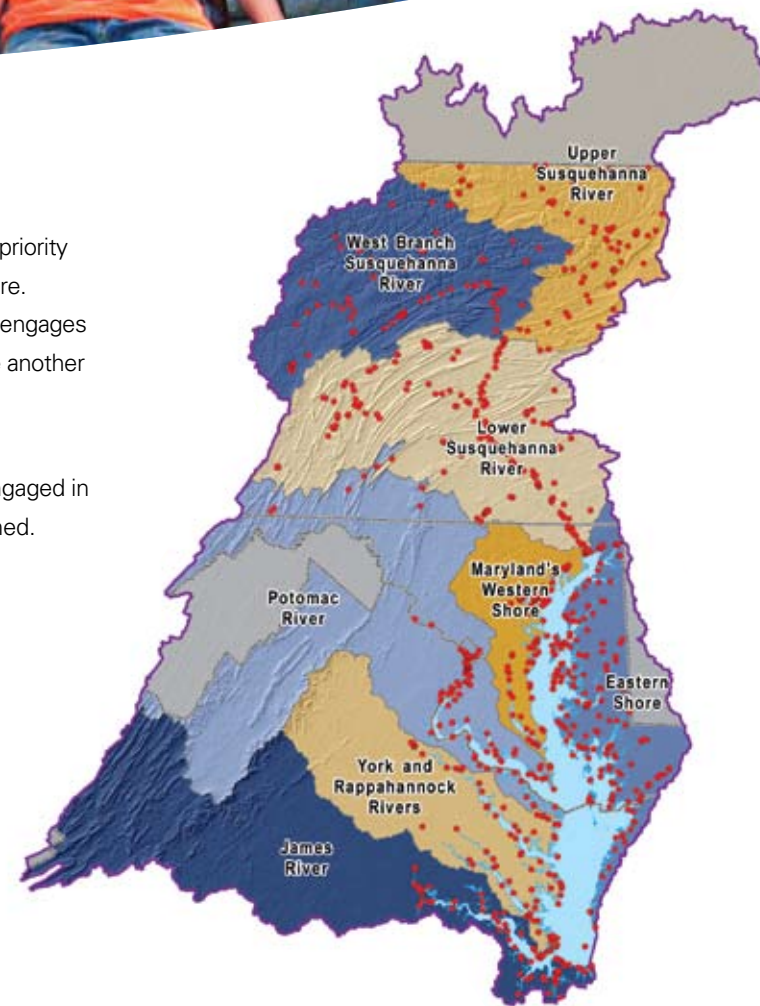 priority
re.
engages
another
gaged in
ned.
Upper
Susquehanna
River
West Branch
Susquehanna
River
Lower
Susquehanna
River
Maryland's
Western
Shore
Potomac
River
Eastern
Shore
York and
Rappahannock
Rivers
James
River